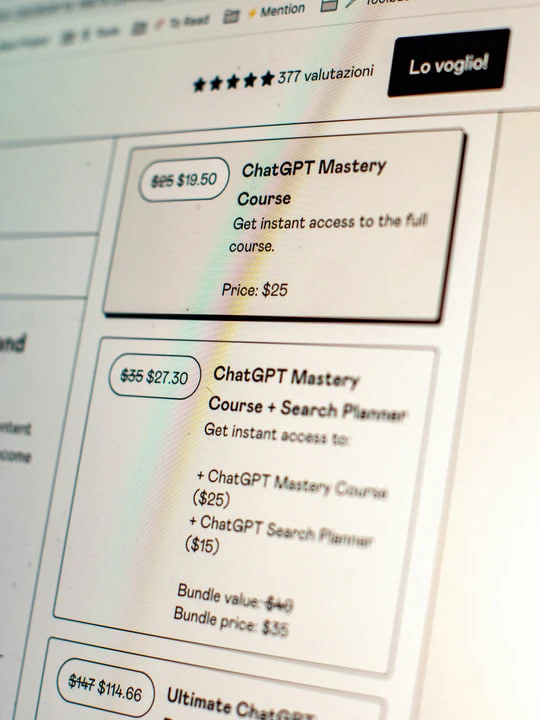 To Read
Mention
377 valutazioni
Lo voglio!
$25 $19.50
ChatGPT Mastery
Course
Get instant access to the full
course.
Price: $25
$35 $27.30
ChatGPT Mastery
Course + Search Planner
Get instant access to:
+ ChatGPT Mastery Course
($25)
+ ChatGPT Search Planner
($15)
Bundle value: $40
Bundle price: $35
$147 $114.66
Ultimate ChatGPT